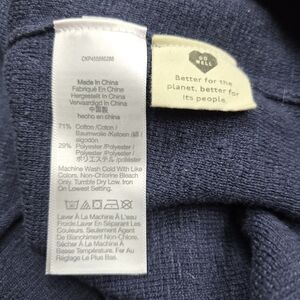 CKP455590288
Made In China
Fabriqué En China
Hergestellt In China
Vervaardigd In China
中国製
hecho en china
71% Cotton /Coton /
Baumwolle /Katoen /綿 /
algodón
29% Polyester /Polyester /
Polyester / Polyester /
ポリエステル /poliéster
Machine Wash Cold With Like
Colors. Non-Chlorine Bleach
Only. Tumble Dry Low. Iron
On Lowest Setting.
Laver À La Machine À L'eau
Froide. Laver En Séparant Les
Couleurs. Seulement Agent
De Blanchiment Non-Chloré.
Sécher À La Machine À
Basse Température. Fer Au
Réglage Le Plus Bas.
DO
WELL
Better for the
planet, better for
its people.